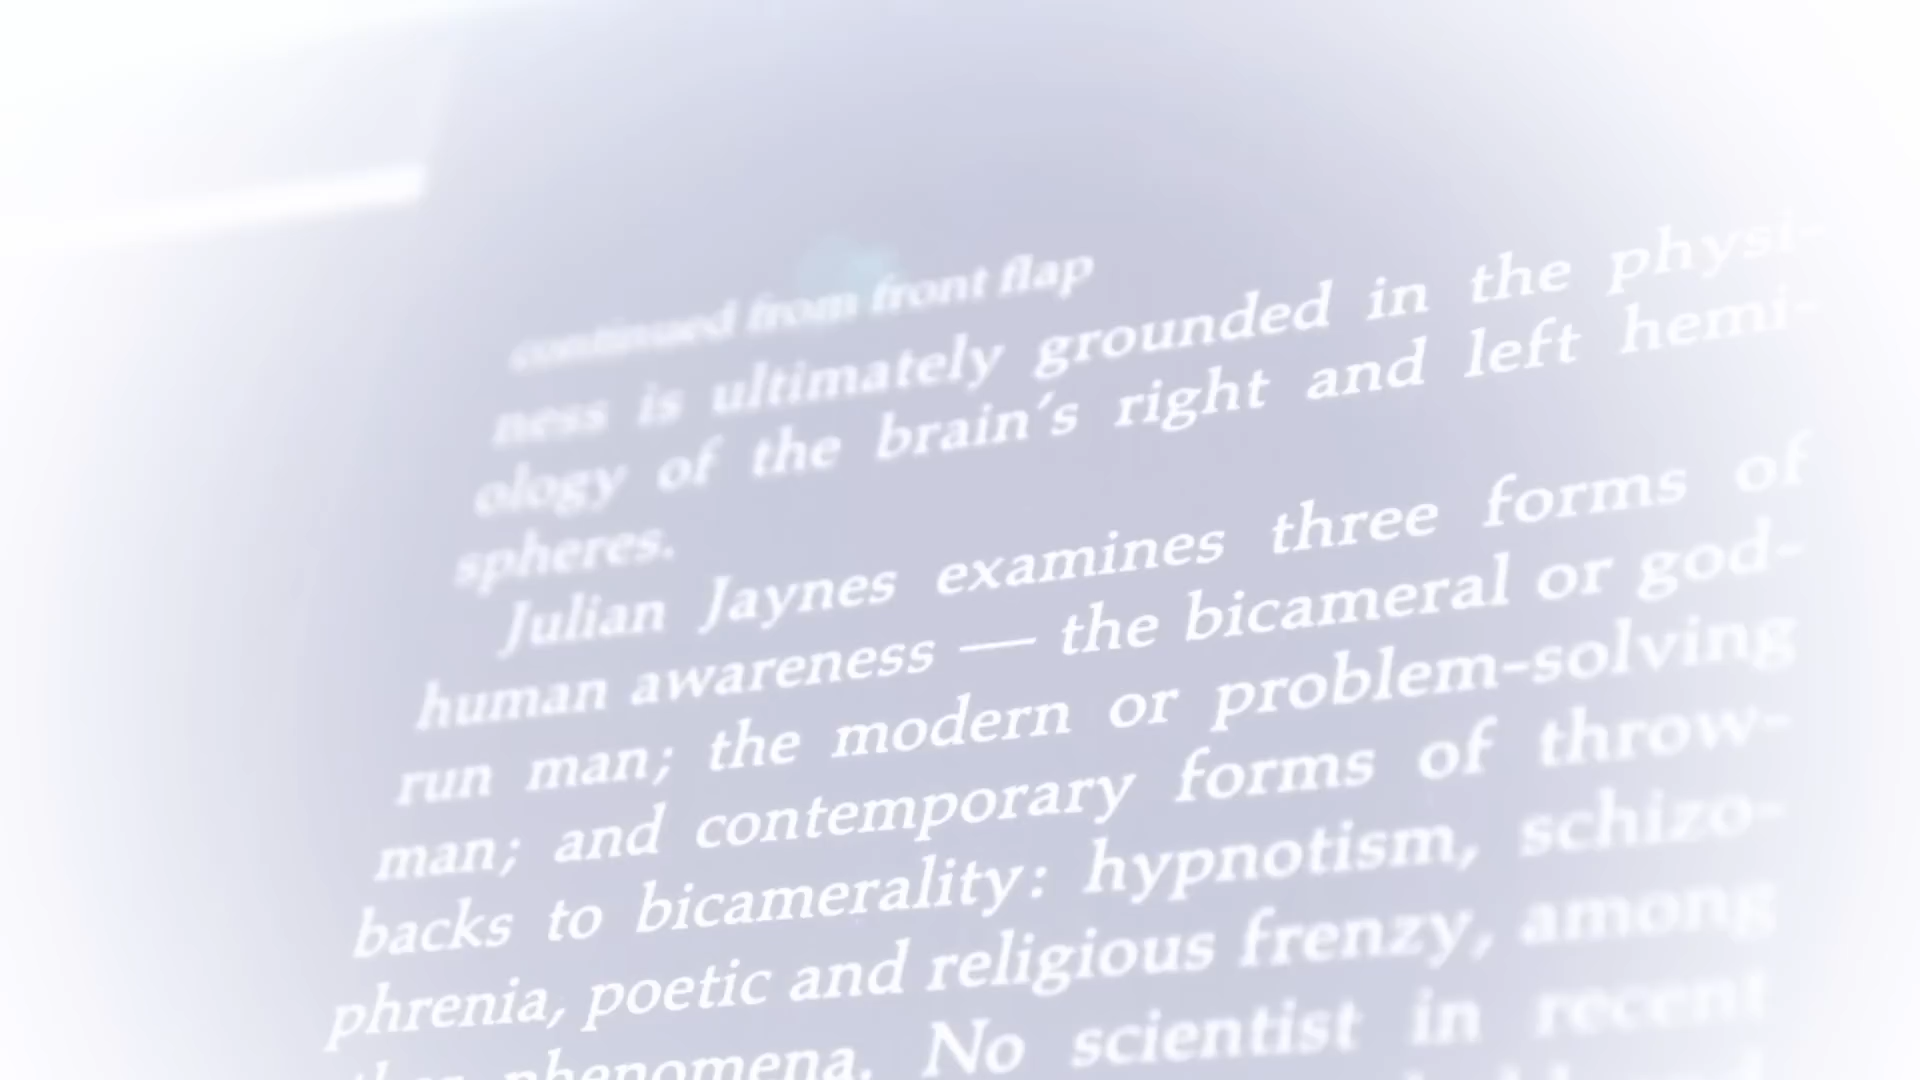 continued from front flap
ness is ultimately grounded in the physi-
ology of the brain's right and left hemi-
spheres.
Julian Jaynes examines three forms of
human awareness — the bicameral or god-
run man; the modern or problem-solving
man; and contemporary forms of throw-
backs to bicamerality: hypnotism, schizo-
phrenia, poetic and religious frenzy, among
phenomena. No scientist in recent